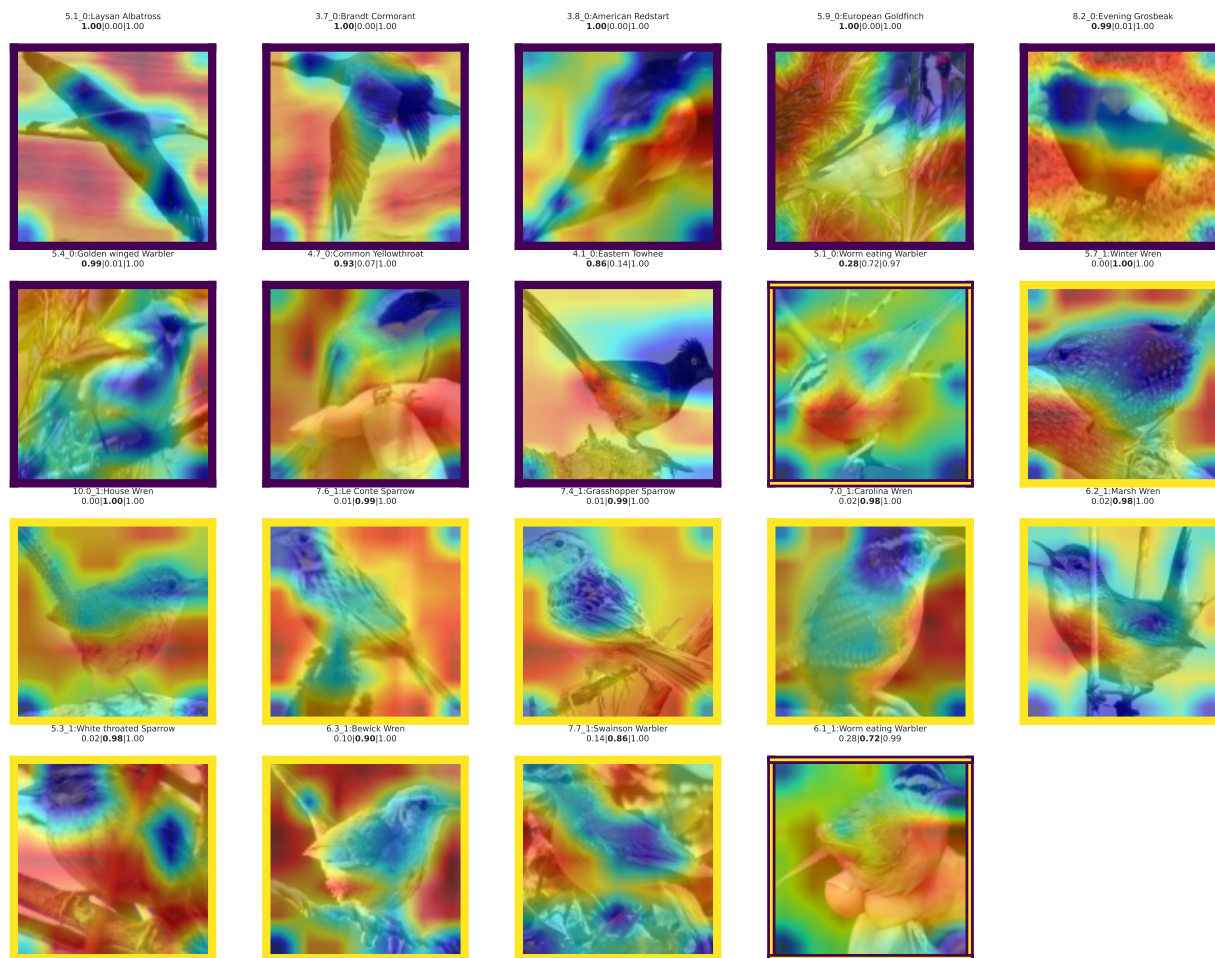 5.1_0:Laysan Albatross
1.00|0.00|1.00
3.7_0:Brandt Cormorant
1.00|0.00|1.00
3.8_0:American Redstart
1.00|0.00|1.00
5.9_0:European Goldfinch
1.00|0.00|1.00
8.2_0:Evening Grosbeak
0.99|0.01|1.00
5.4_0:Golden winged Warbler
0.99|0.01|1.00
4.7_0:Common Yellowthroat
0.93|0.07|1.00
4.1_0:Eastern Towhee
0.86|0.14|1.00
5.1_0:Worm eating Warbler
0.28|0.72|0.97
5.7_1:Winter Wren
0.00|1.00|1.00
10.0_1:House Wren
0.00|1.00|1.00
7.6_1:Le Conte Sparrow
0.01|0.99|1.00
7.4_1:Grasshopper Sparrow
0.01|0.99|1.00
7.0_1:Carolina Wren
0.02|0.98|1.00
6.2_1:Marsh Wren
0.02|0.98|1.00
5.3_1:White throated Sparrow
0.02|0.98|1.00
6.3_1:Bewick Wren
0.10|0.90|1.00
7.7_1:Swainson Warbler
0.14|0.86|1.00
6.1_1:Worm eating Warbler
0.28|0.72|0.99